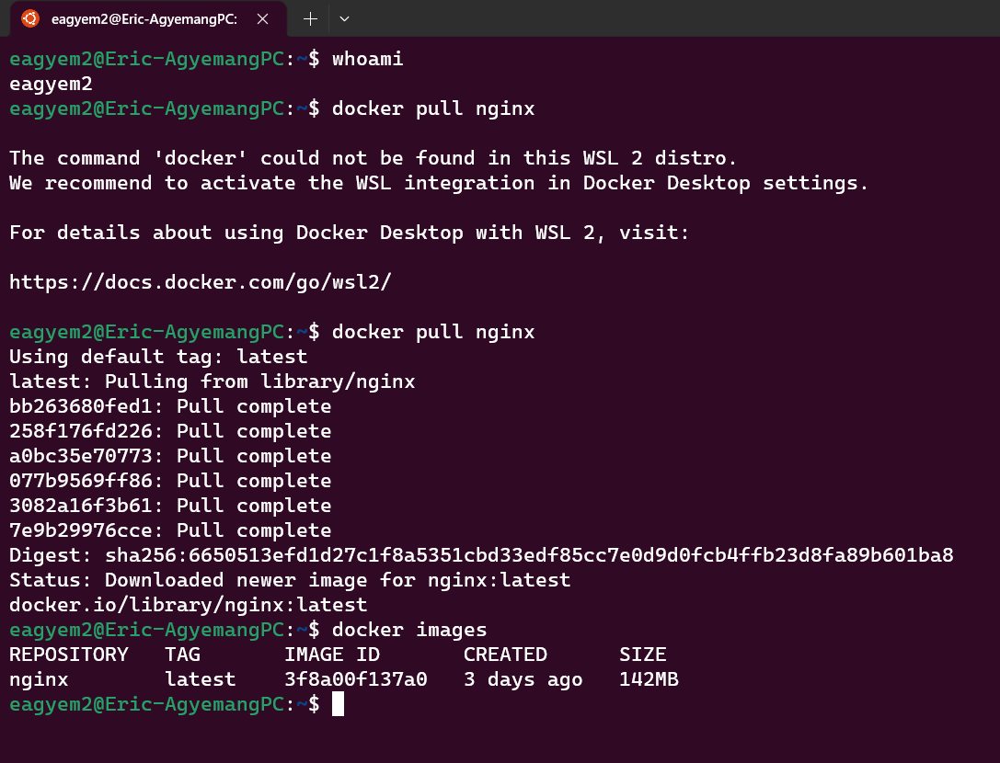 eagyem2@Eric-AgyemangPC:
eagyem2@Eric-AgyemangPC:~$ whoami
eagyem2
eagyem2@Eric-AgyemangPC:~$ docker pull nginx
The command 'docker' could not be found in this WSL 2 distro.
We recommend to activate the WSL integration in Docker Desktop settings.
For details about using Docker Desktop with WSL 2, visit:
https://docs.docker.com/go/wsl2/
eagyem2@Eric-AgyemangPC:~$ docker pull nginx
Using default tag: latest
latest: Pulling from library/nginx
bb263680fed1: Pull complete
258f176fd226: Pull complete
a0bc35e70773: Pull complete
077b9569ff86: Pull complete
3082a16f3b61: Pull complete
7e9b29976cce: Pull complete
Digest: sha256:6650513efd1d27c1f8a5351cbd33edf85cc7e0d9d0fcb4ffb23d8fa89b601ba8
Status: Downloaded newer image for nginx:latest
docker.io/library/nginx:latest
eagyem2@Eric-AgyemangPC:~$ docker images
REPOSITORY   TAG       IMAGE ID       CREATED      SIZE
nginx        latest    3f8a00f137a0   3 days ago   142MB
eagyem2@Eric-AgyemangPC:~$